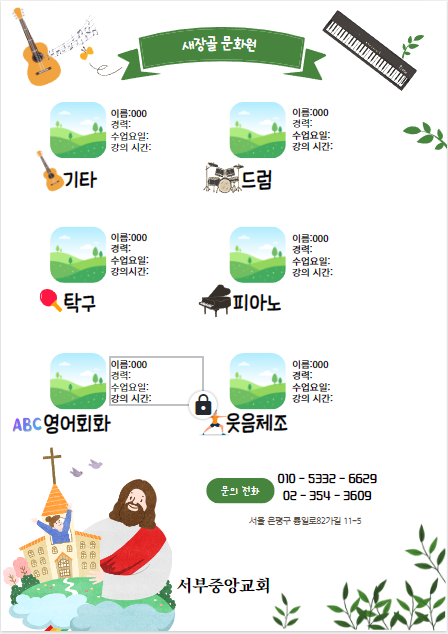 새장골 문화원
이름:000
경력:
수업요일:
강의 시간:
기타
이름:000
경력:
수업요일:
강의 시간:
드럼
이름:000
경력:
수업요일:
강의시간:
탁구
이름:000
경력:
수업요일:
강의시간:
피아노
이름:000
경력:
수업요일:
강의 시간:
ABC영어회화
이름:000
경력:
수업요일:
강의 시간:
웃음체조
문의 전화
010 - 5332 - 6629
02 - 354 - 3609
서울 은평구 통일로82가길 11-5
서부중앙교회